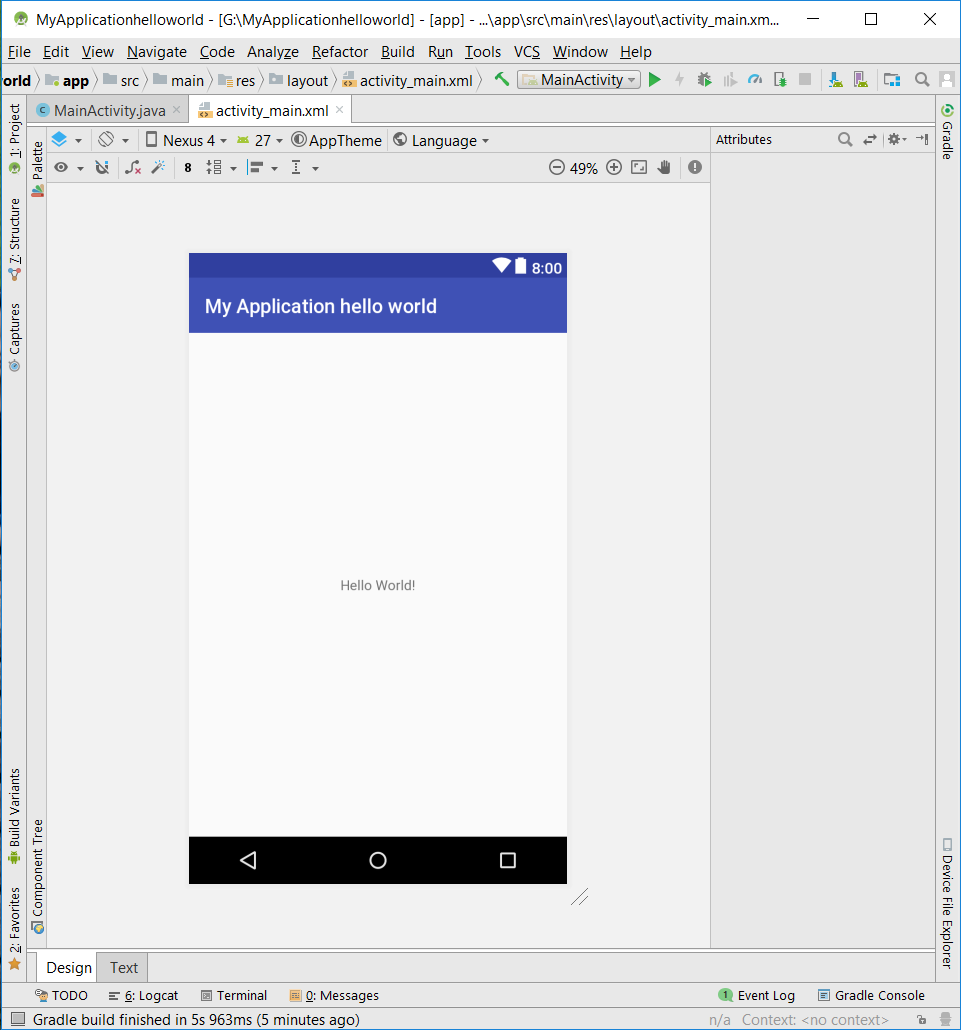 MyApplicationhelloworld - [G:\MyApplicationhelloworld] - [app] - ...\app\src\main\res\layout\activity_main.xm...
File Edit View Navigate Code Analyze Refactor Build Run Tools VCS Window Help
orld app src main res layout activity_main.xml MainActivity
MainActivity.java activity_main.xml
Nexus 4 27 AppTheme Language
Attributes
8 49%
1: Project
Z: Structure
Captures
Build Variants
2: Favorites
Palette
Component Tree
8:00
My Application hello world
Hello World!
Gradle
Device File Explorer
Design Text
TODO 6: Logcat Terminal 0: Messages 1 Event Log Gradle Console
Gradle build finished in 5s 963ms (5 minutes ago) n/a Context: <no context>